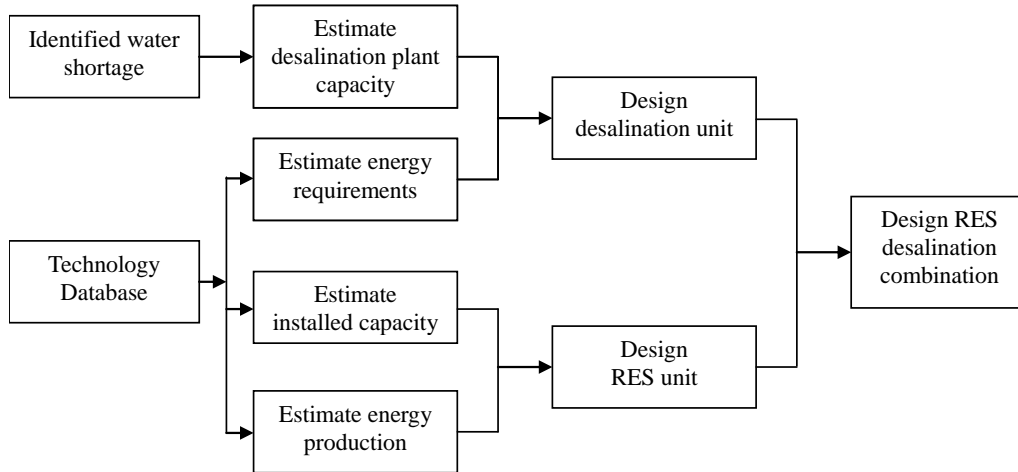 Identified water
shortage
Estimate
desalination plant
capacity
Estimate energy
requirements
Technology
Database
Estimate
installed capacity
Estimate energy
production
Design
desalination unit
Design
RES unit
Design RES
desalination
combination